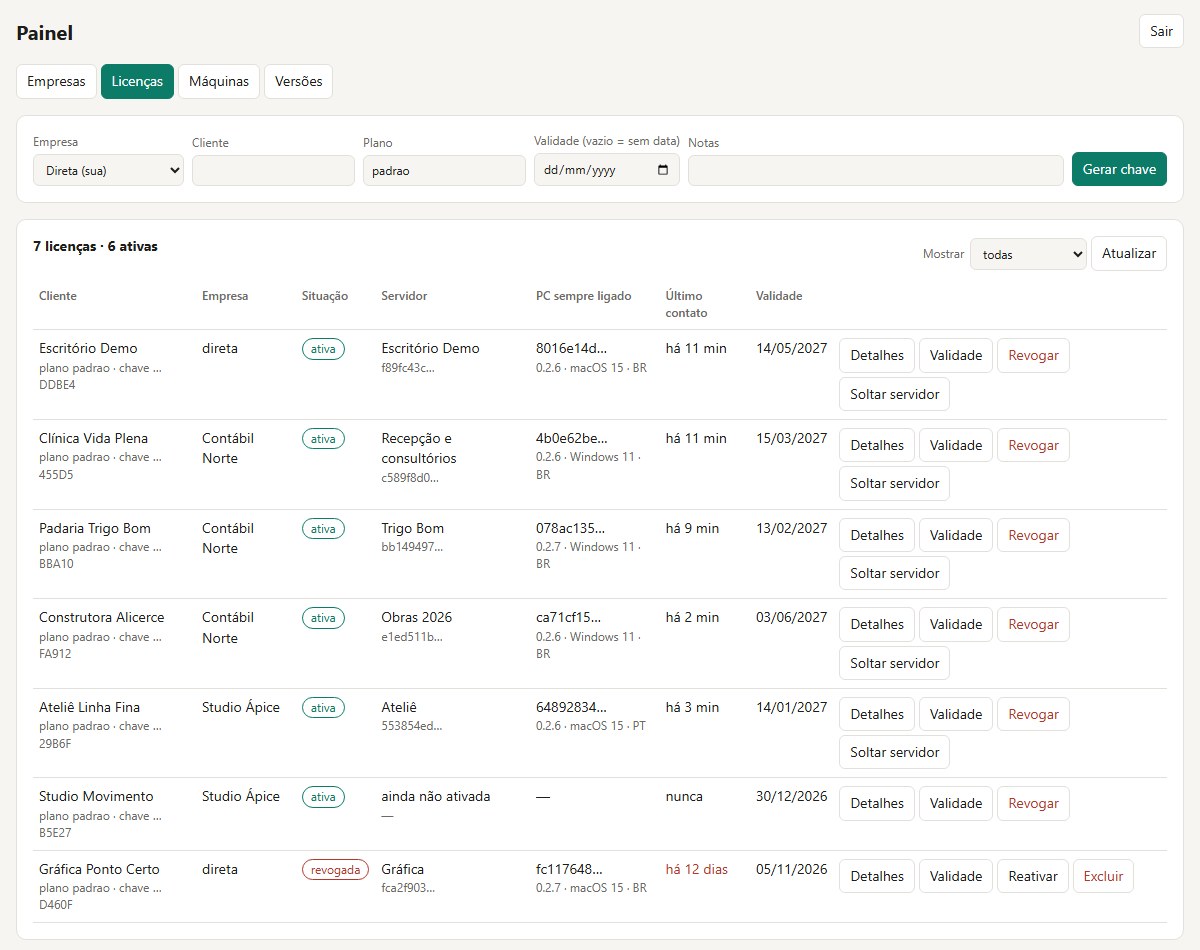 Painel
Sair
Empresas
Licenças
Máquinas
Versões
Empresa
Cliente
Plano
Validade (vazio = sem data)
Notas
Direta (sua)
padrao
dd/mm/yyyy
Gerar chave
7 licenças · 6 ativas
Mostrar
todas
Atualizar
Cliente
Empresa
Situação
Servidor
PC sempre ligado
Último
contato
Validade
Escritório Demo
plano padrao · chave ...
DDBE4
direta
ativa
Escritório Demo
f89fc43c...
8016e14d...
0.2.6 · macOS 15 · BR
há 11 min
14/05/2027
Detalhes
Validade
Revogar
Soltar servidor
Clínica Vida Plena
plano padrao · chave ...
455D5
Contábil
Norte
ativa
Recepção e
consultórios
c589f8d0...
4b0e62be...
0.2.6 · Windows 11 ·
BR
há 11 min
15/03/2027
Detalhes
Validade
Revogar
Soltar servidor
Padaria Trigo Bom
plano padrao · chave ...
BBA10
Contábil
Norte
ativa
Trigo Bom
bb149497...
078ac135...
0.2.7 · Windows 11 ·
BR
há 9 min
13/02/2027
Detalhes
Validade
Revogar
Soltar servidor
Construtora Alicerce
plano padrao · chave ...
FA912
Contábil
Norte
ativa
Obras 2026
e1ed511b...
ca71cf15...
0.2.6 · Windows 11 ·
BR
há 2 min
03/06/2027
Detalhes
Validade
Revogar
Soltar servidor
Ateliê Linha Fina
plano padrao · chave ...
29B6F
Studio Ápice
ativa
Ateliê
553854ed...
64892834...
0.2.6 · macOS 15 · PT
há 3 min
14/01/2027
Detalhes
Validade
Revogar
Soltar servidor
Studio Movimento
plano padrao · chave ...
B5E27
Studio Ápice
ativa
ainda não ativada
—
—
nunca
30/12/2026
Detalhes
Validade
Revogar
Gráfica Ponto Certo
plano padrao · chave ...
D460F
direta
revogada
Gráfica
fca2f903...
fc117648...
0.2.7 · macOS 15 · BR
há 12 dias
05/11/2026
Detalhes
Validade
Reativar
Excluir